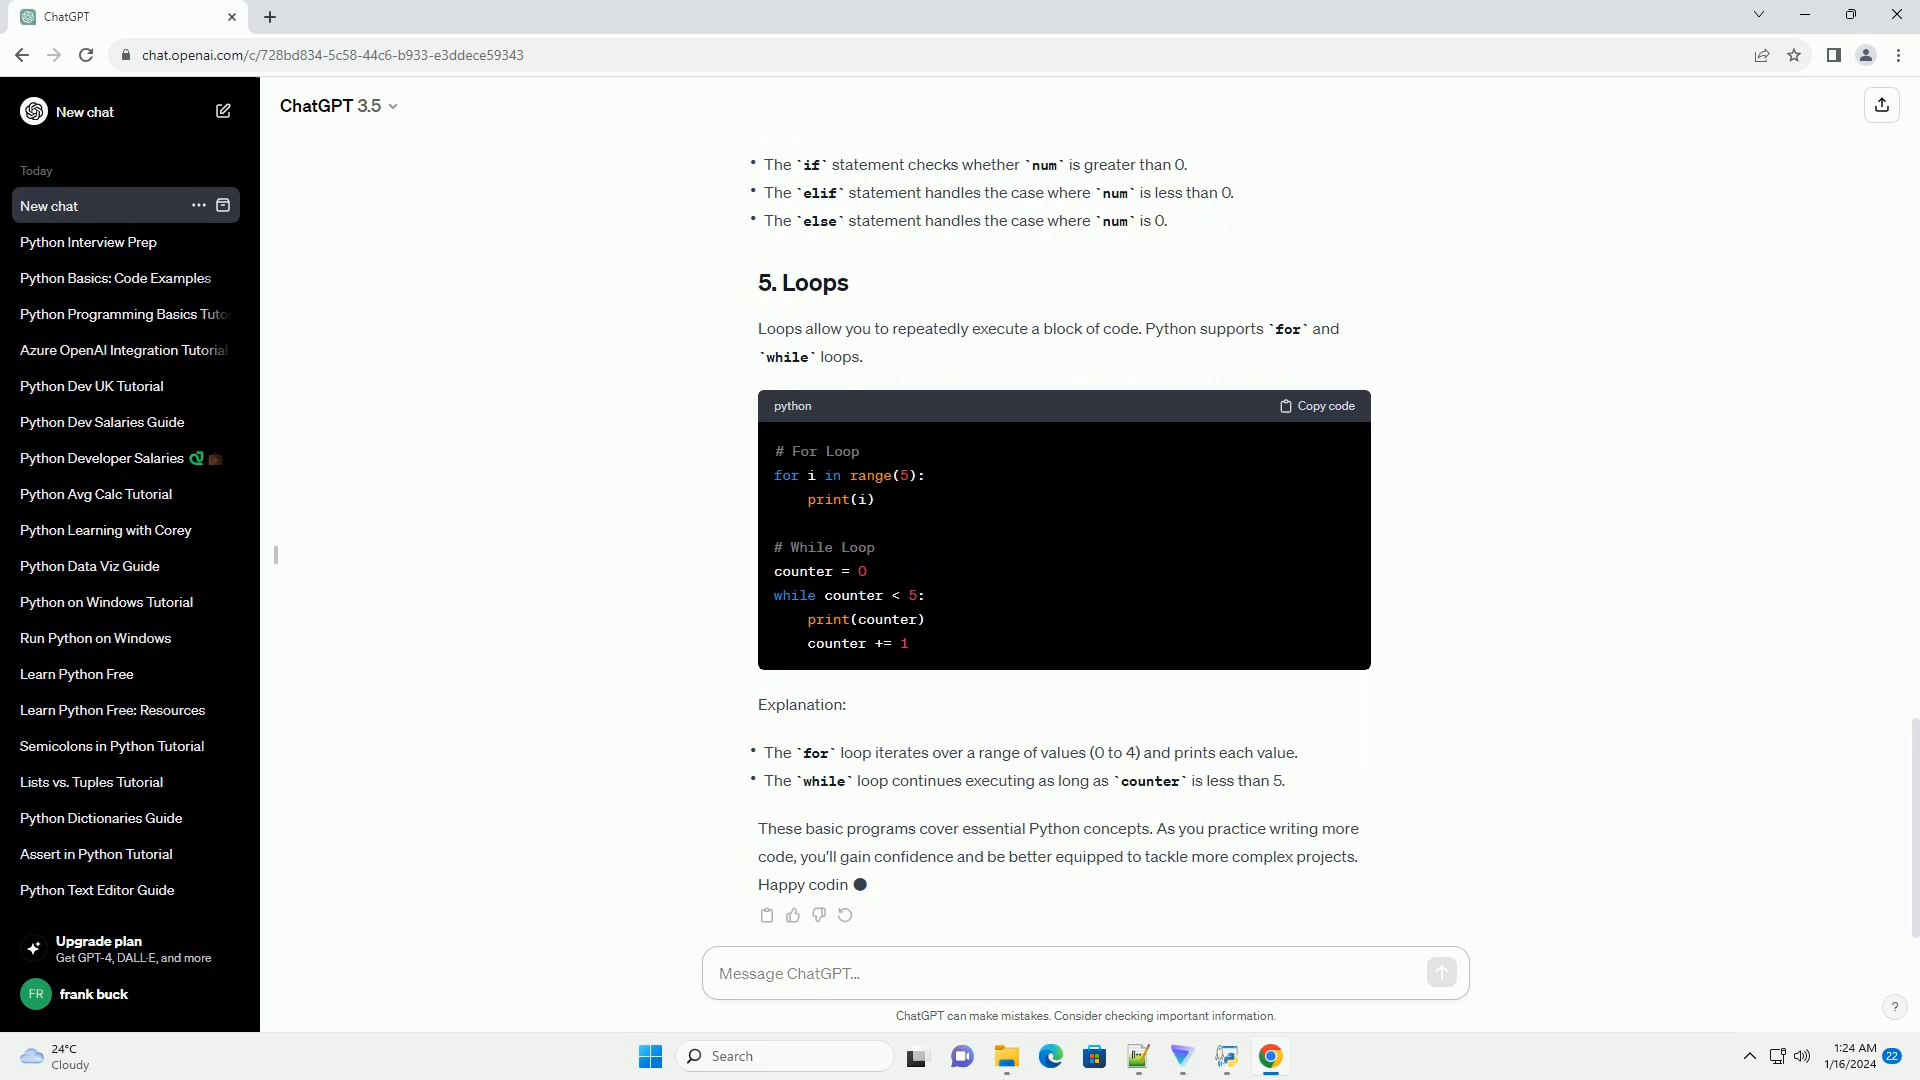 ChatGPT
chat.openai.com/c/728bd834-5c58-44c6-b933-e3ddece59343
New chat
Today
New chat
Python Interview Prep
Python Basics: Code Examples
Python Programming Basics Tuto
Azure OpenAI Integration Tutorial
Python Dev UK Tutorial
Python Dev Salaries Guide
Python Developer Salaries
Python Avg Calc Tutorial
Python Learning with Corey
Python Data Viz Guide
Python on Windows Tutorial
Run Python on Windows
Learn Python Free
Learn Python Free: Resources
Semicolons in Python Tutorial
Lists vs. Tuples Tutorial
Python Dictionaries Guide
Assert in Python Tutorial
Python Text Editor Guide
Upgrade plan
Get GPT-4, DALL·E, and more
FR frank buck
ChatGPT 3.5
• The `if` statement checks whether `num` is greater than 0.
• The `elif` statement handles the case where `num` is less than 0.
• The `else` statement handles the case where `num` is 0.
5. Loops
Loops allow you to repeatedly execute a block of code. Python supports `for` and
`while` loops.
python Copy code
# For Loop
for i in range(5):
    print(i)
# While Loop
counter = 0
while counter < 5:
    print(counter)
    counter += 1
Explanation:
• The `for` loop iterates over a range of values (0 to 4) and prints each value.
• The `while` loop continues executing as long as `counter` is less than 5.
These basic programs cover essential Python concepts. As you practice writing more
code, you'll gain confidence and be better equipped to tackle more complex projects.
Happy codin
Message ChatGPT...
ChatGPT can make mistakes. Consider checking important information.
?
24°C
Cloudy
Search
1:24 AM
1/16/2024
22